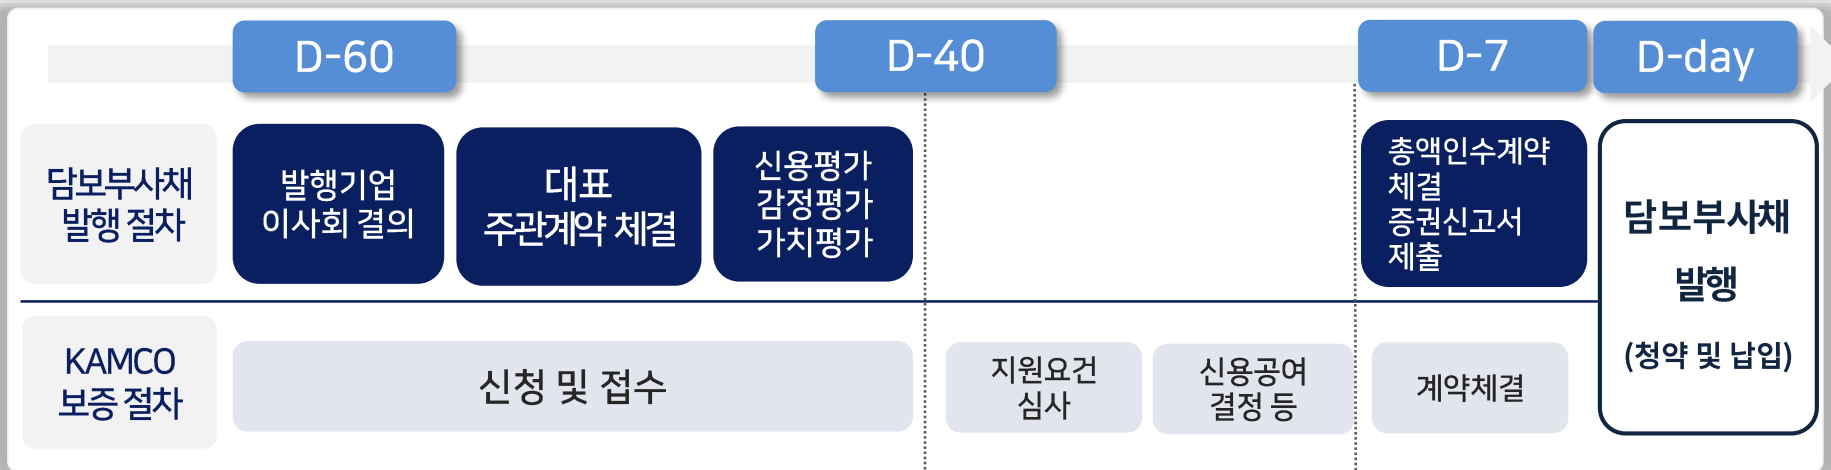 D-60
D-40
D-7
D-day
담보부사채
발행 절차
발행기업
이사회 결의
대표
주관계약 체결
신용평가
감정평가
가치평가
총액인수계약
체결
증권신고서
제출
담보부사채
발행
(청약 및 납입)
KAMCO
보증 절차
신청 및 접수
지원요건
심사
신용공여
결정 등
계약체결